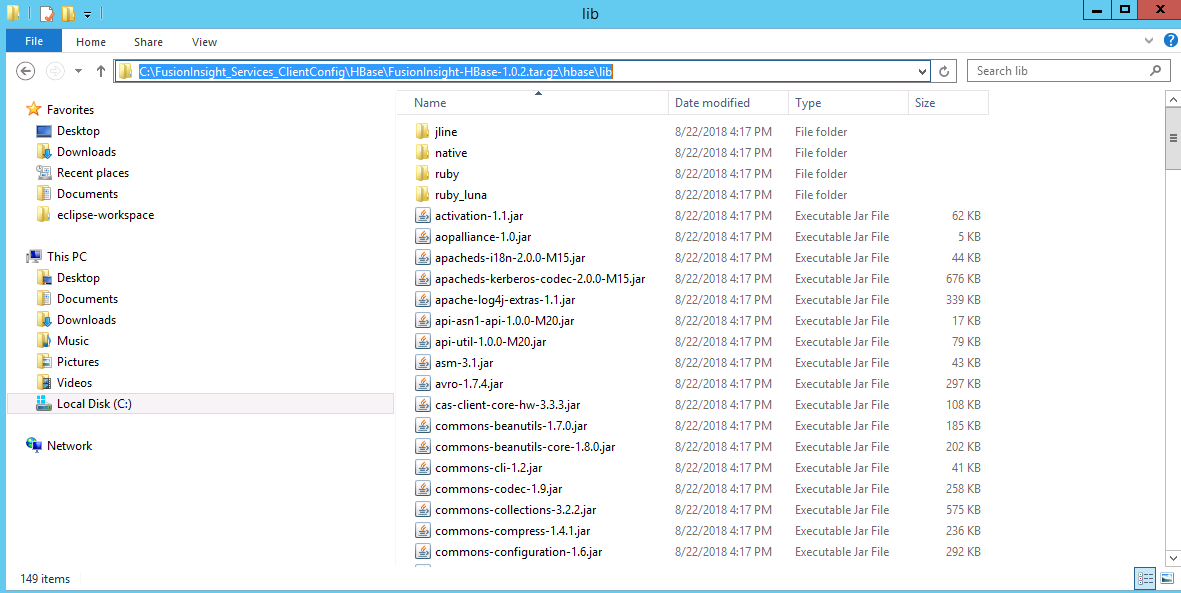 lib
File Home Share View
C:\FusionInsight_Services_ClientConfig\HBase\FusionInsight-HBase-1.0.2.tar.gz\hbase\lib
Search lib
Favorites
Desktop
Downloads
Recent places
Documents
eclipse-workspace
This PC
Desktop
Documents
Downloads
Music
Pictures
Videos
Local Disk (C:)
Network
Name Date modified Type Size
jline 8/22/2018 4:17 PM File folder
native 8/22/2018 4:17 PM File folder
ruby 8/22/2018 4:17 PM File folder
ruby_luna 8/22/2018 4:17 PM File folder
activation-1.1.jar 8/22/2018 4:17 PM Executable Jar File 62 KB
aopalliance-1.0.jar 8/22/2018 4:17 PM Executable Jar File 5 KB
apacheds-i18n-2.0.0-M15.jar 8/22/2018 4:17 PM Executable Jar File 44 KB
apacheds-kerberos-codec-2.0.0-M15.jar 8/22/2018 4:17 PM Executable Jar File 676 KB
apache-log4j-extras-1.1.jar 8/22/2018 4:17 PM Executable Jar File 339 KB
api-asn1-api-1.0.0-M20.jar 8/22/2018 4:17 PM Executable Jar File 17 KB
api-util-1.0.0-M20.jar 8/22/2018 4:17 PM Executable Jar File 79 KB
asm-3.1.jar 8/22/2018 4:17 PM Executable Jar File 43 KB
avro-1.7.4.jar 8/22/2018 4:17 PM Executable Jar File 297 KB
cas-client-core-hw-3.3.3.jar 8/22/2018 4:17 PM Executable Jar File 108 KB
commons-beanutils-1.7.0.jar 8/22/2018 4:17 PM Executable Jar File 185 KB
commons-beanutils-core-1.8.0.jar 8/22/2018 4:17 PM Executable Jar File 202 KB
commons-cli-1.2.jar 8/22/2018 4:17 PM Executable Jar File 41 KB
commons-codec-1.9.jar 8/22/2018 4:17 PM Executable Jar File 258 KB
commons-collections-3.2.2.jar 8/22/2018 4:17 PM Executable Jar File 575 KB
commons-compress-1.4.1.jar 8/22/2018 4:17 PM Executable Jar File 236 KB
commons-configuration-1.6.jar 8/22/2018 4:17 PM Executable Jar File 292 KB
149 items